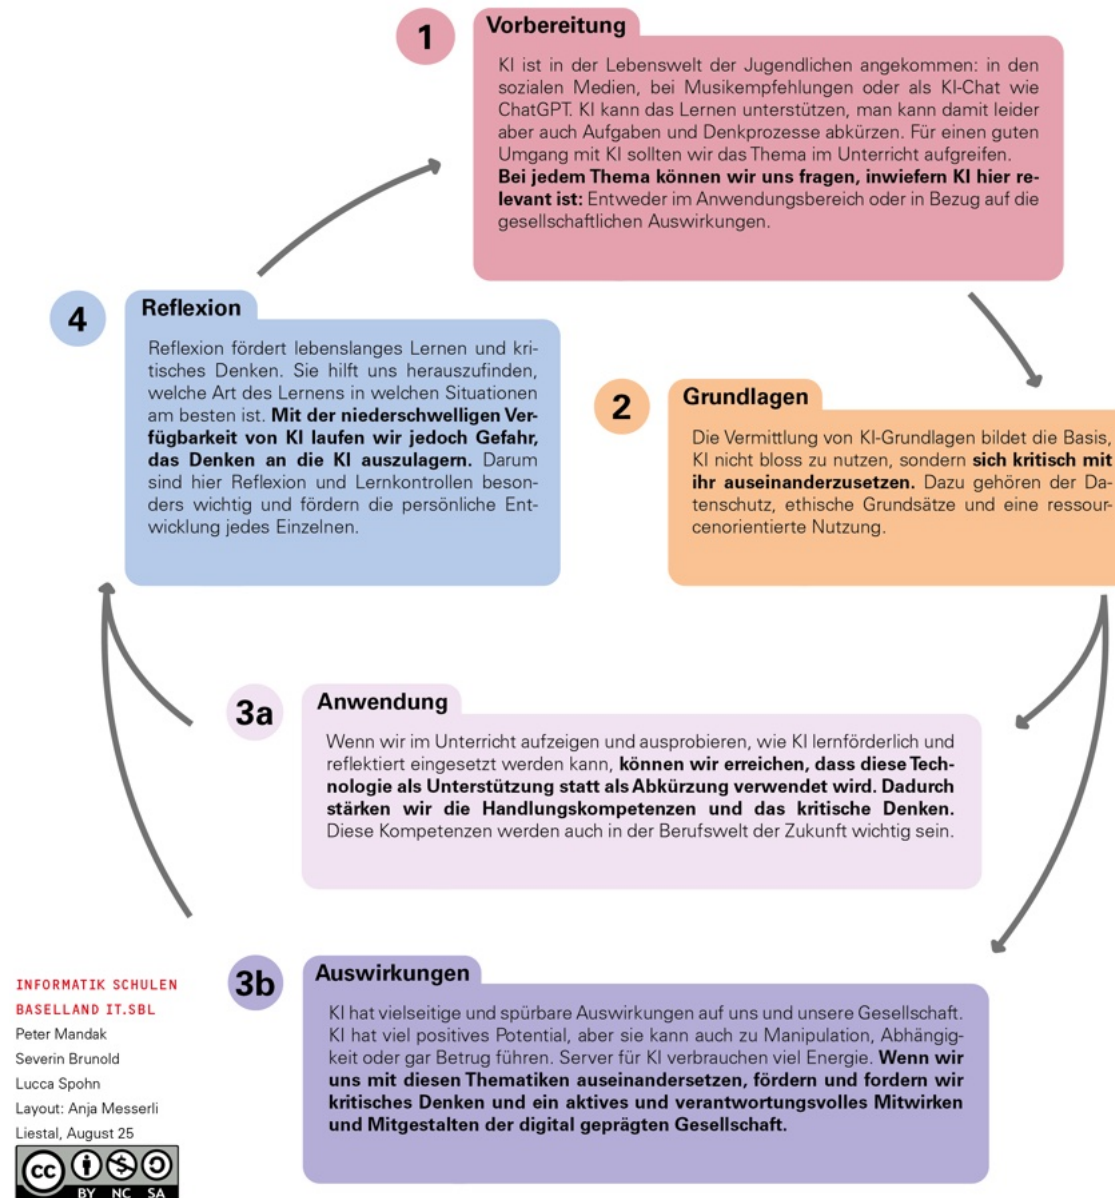 1
Vorbereitung
KI ist in der Lebenswelt der Jugendlichen angekommen: in den
sozialen Medien, bei Musikempfehlungen oder als KI-Chat wie
ChatGPT. KI kann das Lernen unterstützen, man kann damit leider
aber auch Aufgaben und Denkprozesse abkürzen. Für einen guten
Umgang mit KI sollten wir das Thema im Unterricht aufgreifen.
Bei jedem Thema können wir uns fragen, inwiefern KI hier re-
levant ist: Entweder im Anwendungsbereich oder in Bezug auf die
gesellschaftlichen Auswirkungen.
2
Grundlagen
Die Vermittlung von KI-Grundlagen bildet die Basis,
KI nicht bloss zu nutzen, sondern sich kritisch mit
ihr auseinanderzusetzen. Dazu gehören der Da-
tenschutz, ethische Grundsätze und eine ressour-
cenorientierte Nutzung.
3a
Anwendung
Wenn wir im Unterricht aufzeigen und ausprobieren, wie KI lernförderlich und
reflektiert eingesetzt werden kann, können wir erreichen, dass diese Tech-
nologie als Unterstützung statt als Abkürzung verwendet wird. Dadurch
stärken wir die Handlungskompetenzen und das kritische Denken.
Diese Kompetenzen werden auch in der Berufswelt der Zukunft wichtig sein.
3b
Auswirkungen
KI hat vielseitige und spürbare Auswirkungen auf uns und unsere Gesellschaft.
KI hat viel positives Potential, aber sie kann auch zu Manipulation, Abhängig-
keit oder gar Betrug führen. Server für KI verbrauchen viel Energie. Wenn wir
uns mit diesen Thematiken auseinandersetzen, fördern und fordern wir
kritisches Denken und ein aktives und verantwortungsvolles Mitwirken
und Mitgestalten der digital geprägten Gesellschaft.
4
Reflexion
Reflexion fördert lebenslanges Lernen und kri-
tisches Denken. Sie hilft uns herauszufinden,
welche Art des Lernens in welchen Situationen
am besten ist. Mit der niederschwelligen Ver-
fügbarkeit von KI laufen wir jedoch Gefahr,
das Denken an die KI auszulagern. Darum
sind hier Reflexion und Lernkontrollen beson-
ders wichtig und fördern die persönliche Ent-
wicklung jedes Einzelnen.
INFORMATIK SCHULEN
BASELLAND IT.SBL
Peter Mandak
Severin Brunold
Lucca Spohn
Layout: Anja Messerli
Liestal, August 25
cc
BY NC SA